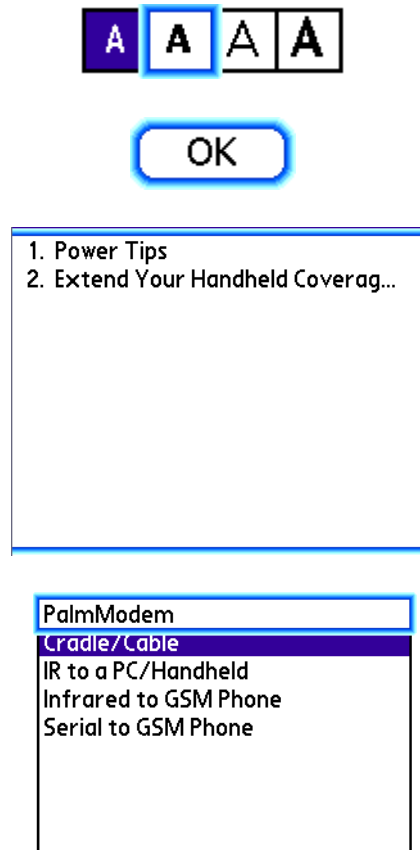 A A A A
OK
1. Power Tips
2. Extend Your Handheld Coverag...
PalmModem
Cradle/Cable
IR to a PC/Handheld
Infrared to GSM Phone
Serial to GSM Phone